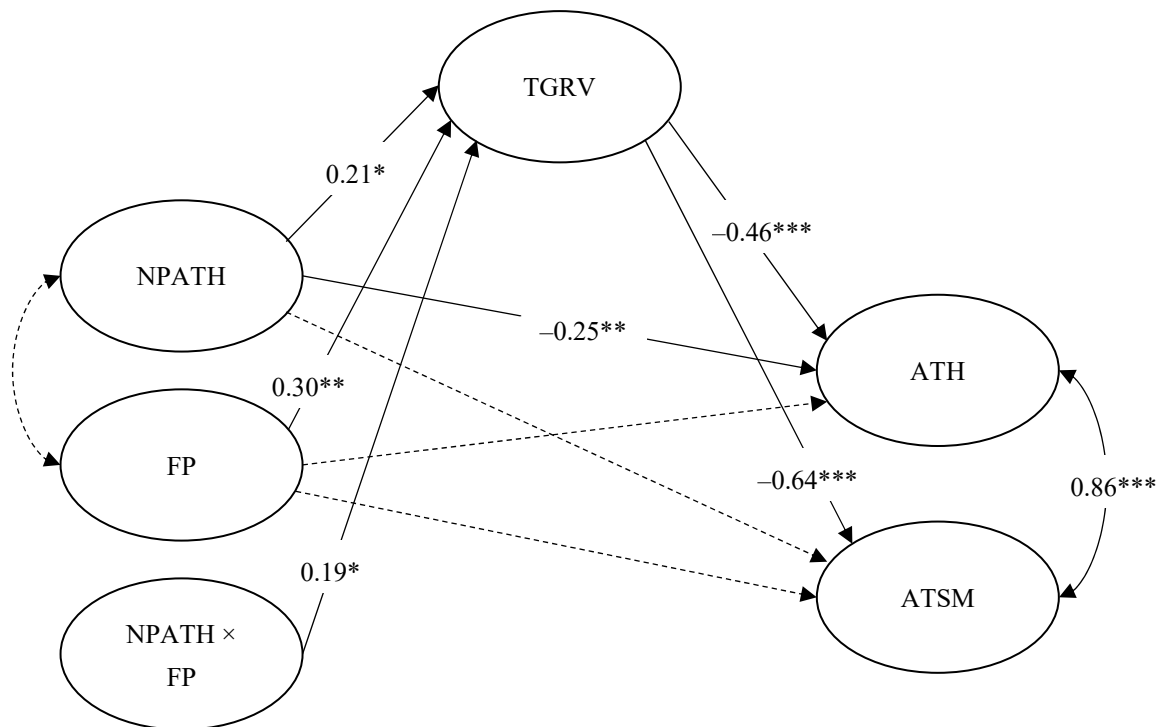 TGRV
0.21*
–0.46***
NPATH
–0.25**
ATH
0.30**
FP
–0.64***
0.86***
0.19*
ATSM
NPATH ×
FP